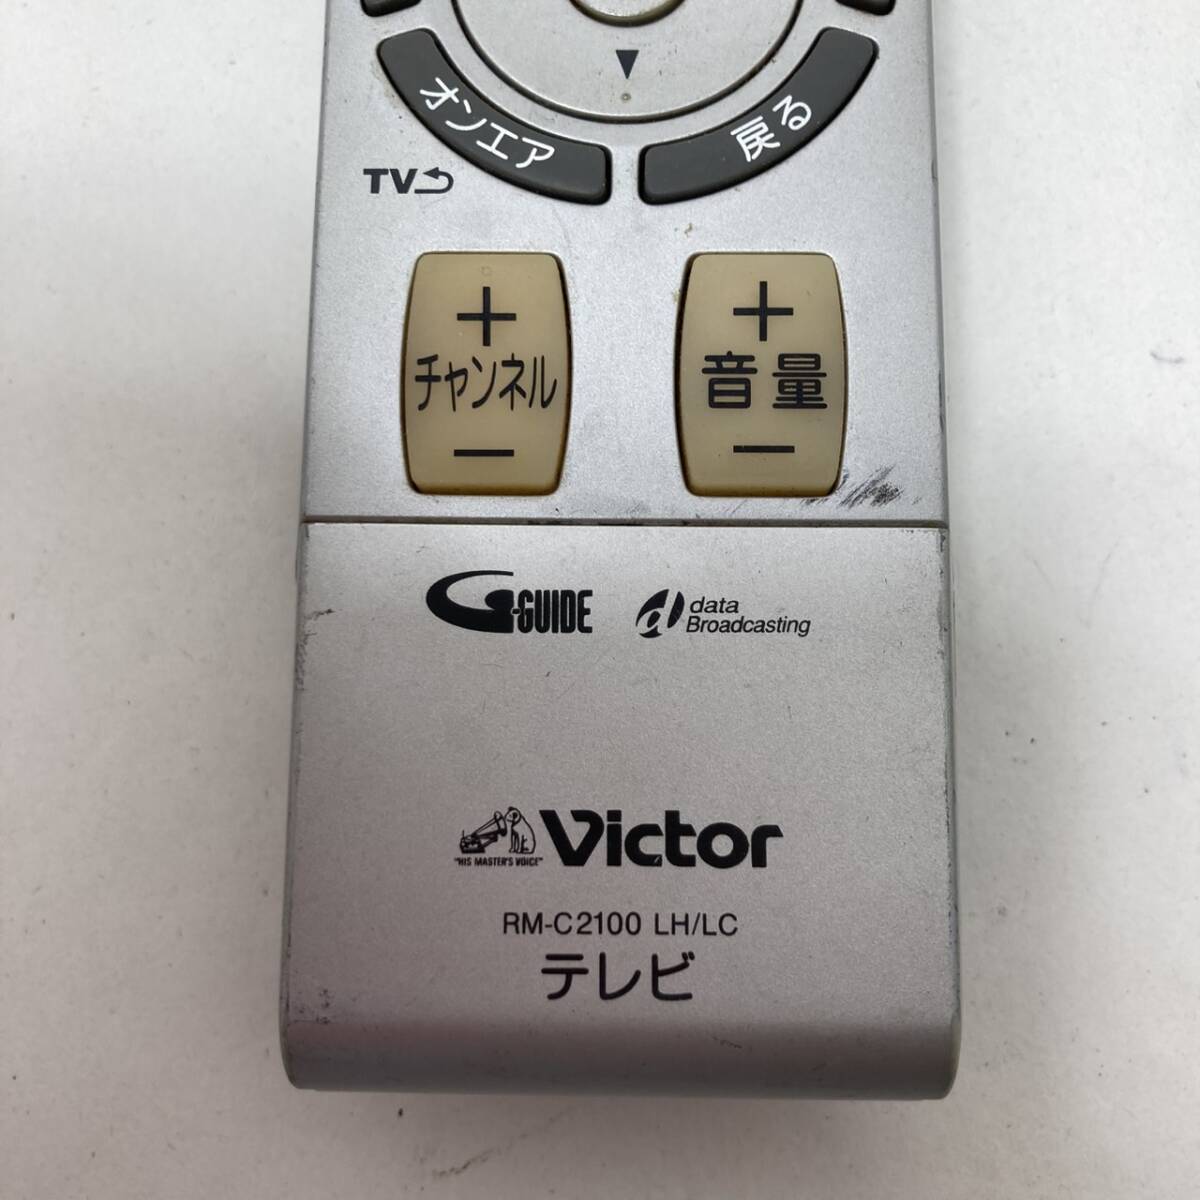 オンエア
戻る
TV
+
チャンネル
-
+
音量
-
G-GUIDE
data
Broadcasting
"HIS MASTER'S VOICE"
Victor
RM-C2100 LH/LC
テレビ